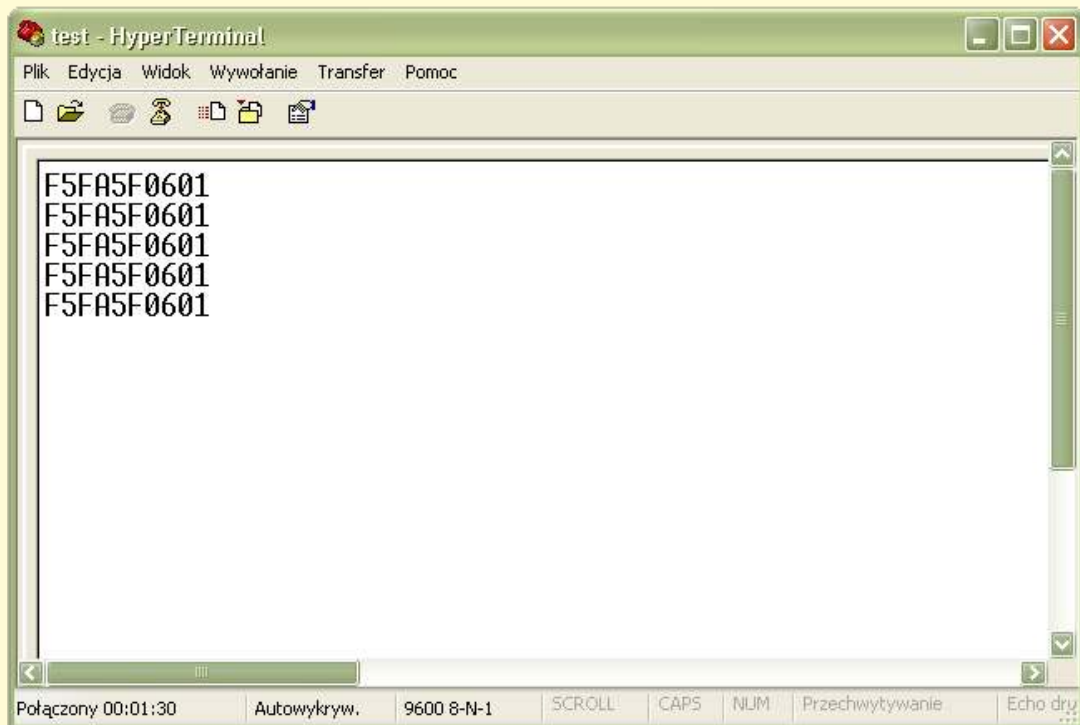 test - HyperTerminal
Plik Edycja Widok Wywołanie Transfer Pomoc
F5FA5F0601
F5FA5F0601
F5FA5F0601
F5FA5F0601
F5FA5F0601
Połączony 00:01:30 Autowykryw. 9600 8-N-1 SCROLL CAPS NUM Przechwytywanie Echo dru